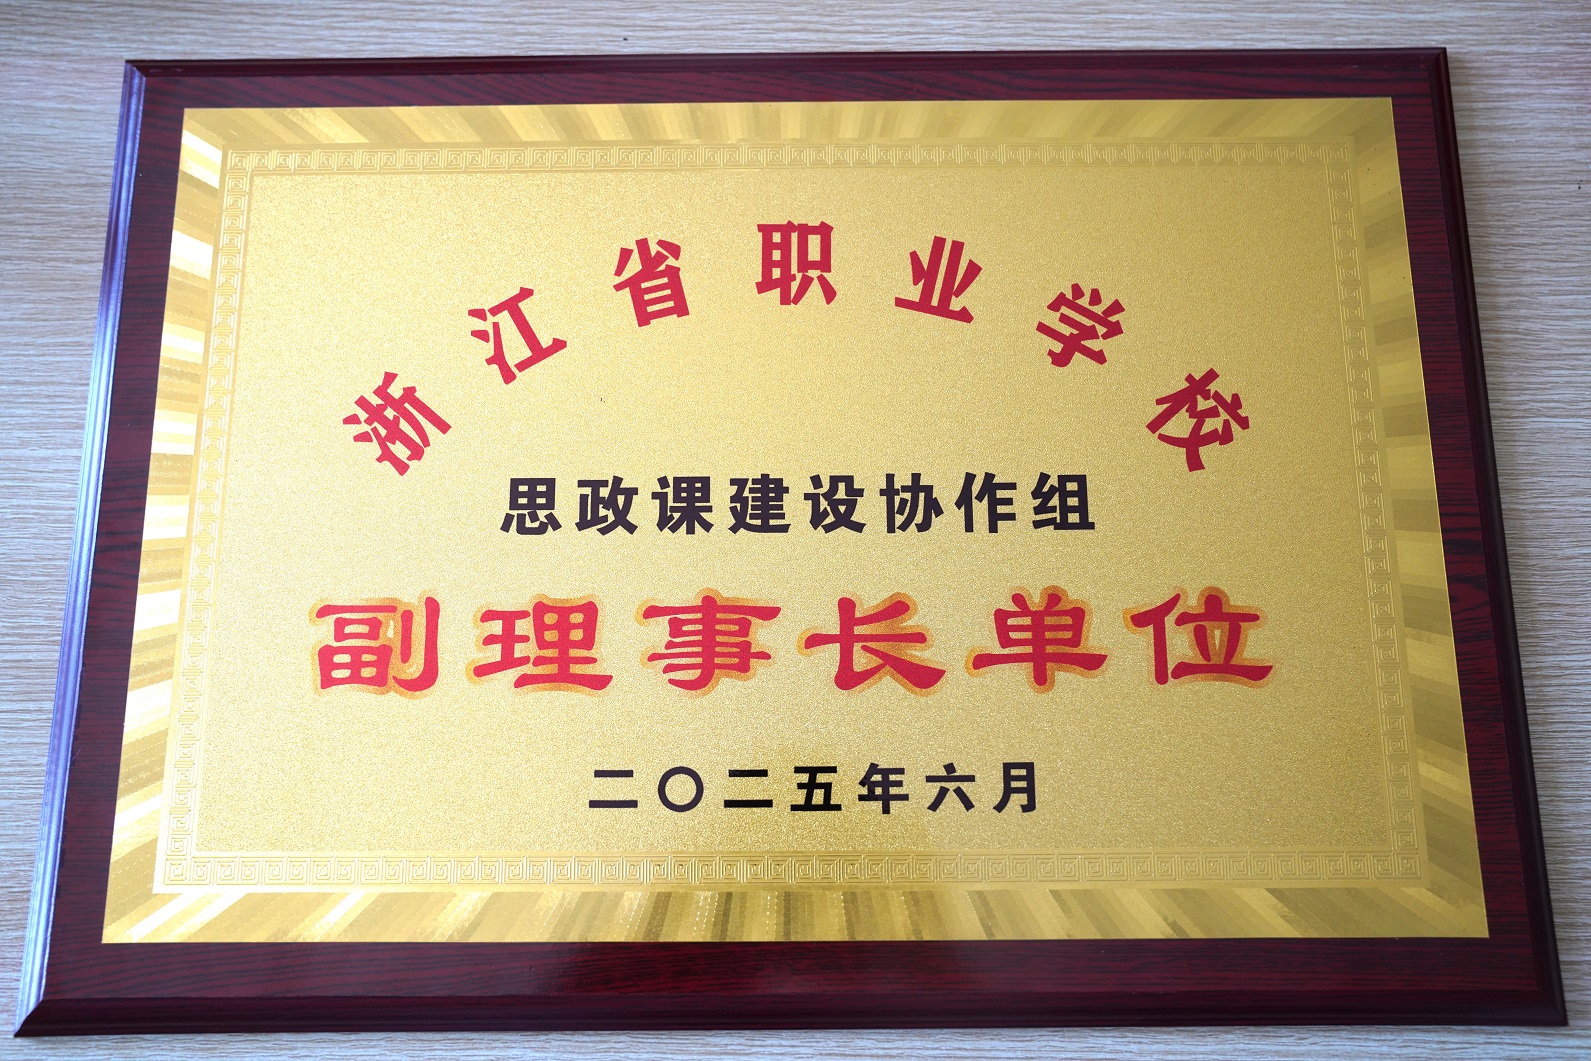 浙江省职业学校
思政课建设协作组
副理事长单位
二〇二五年六月